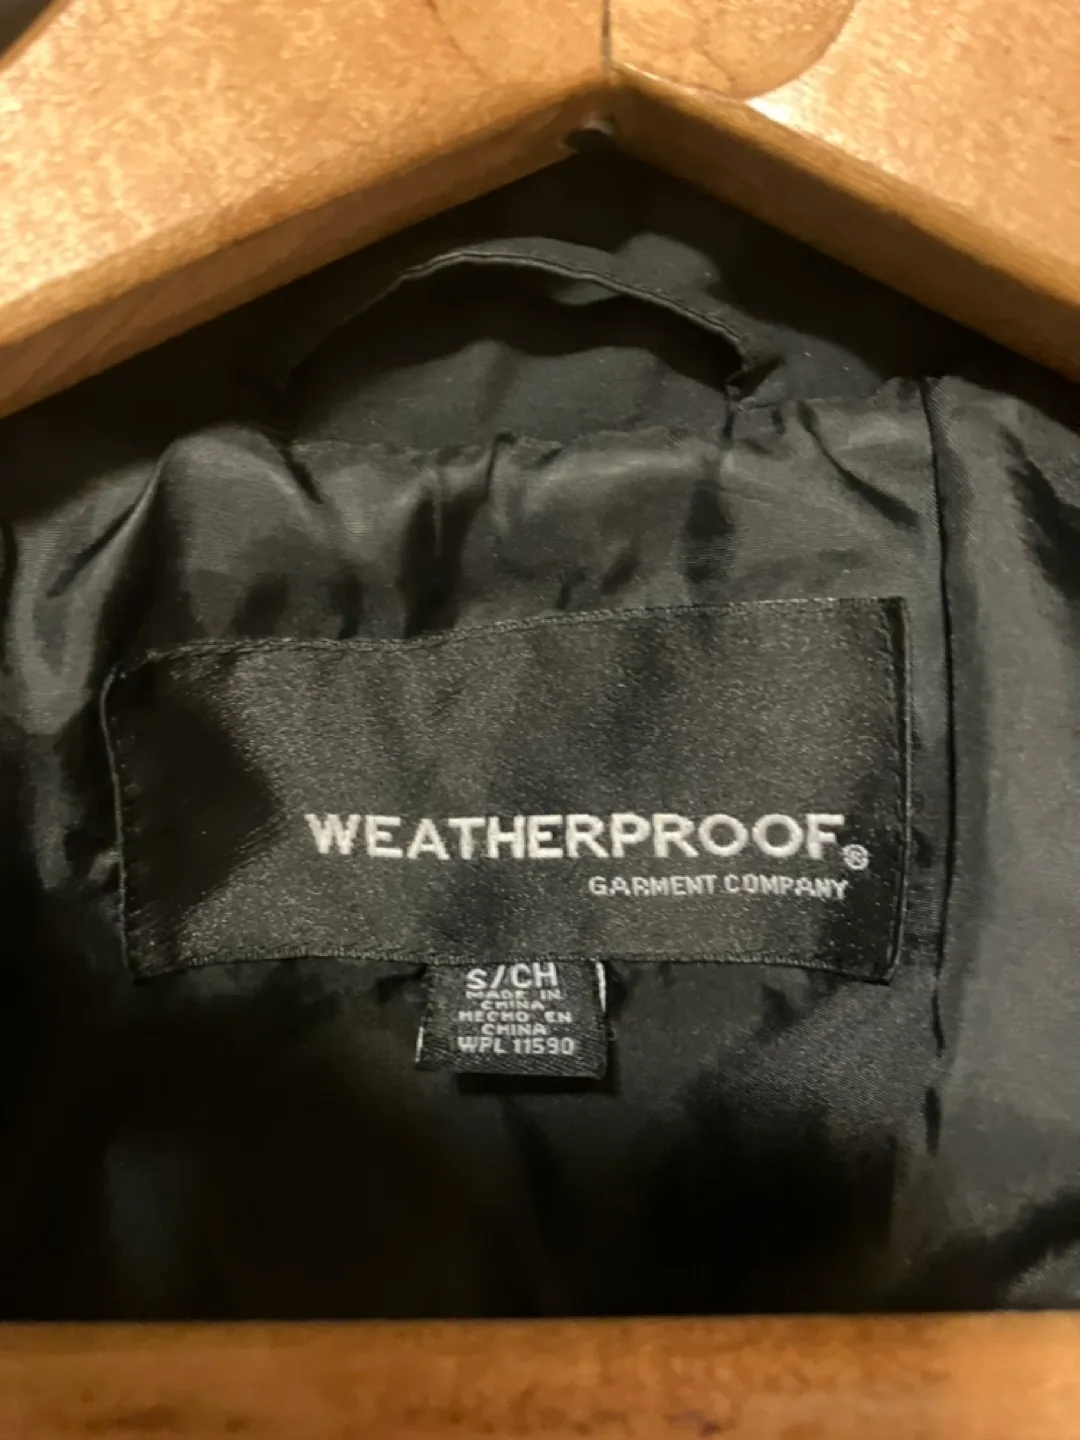 WEATHERPROOF®
GARMENT COMPANY
S/CH
MADE IN
CHINA
HECHO EN
CHINA
WPL 11590